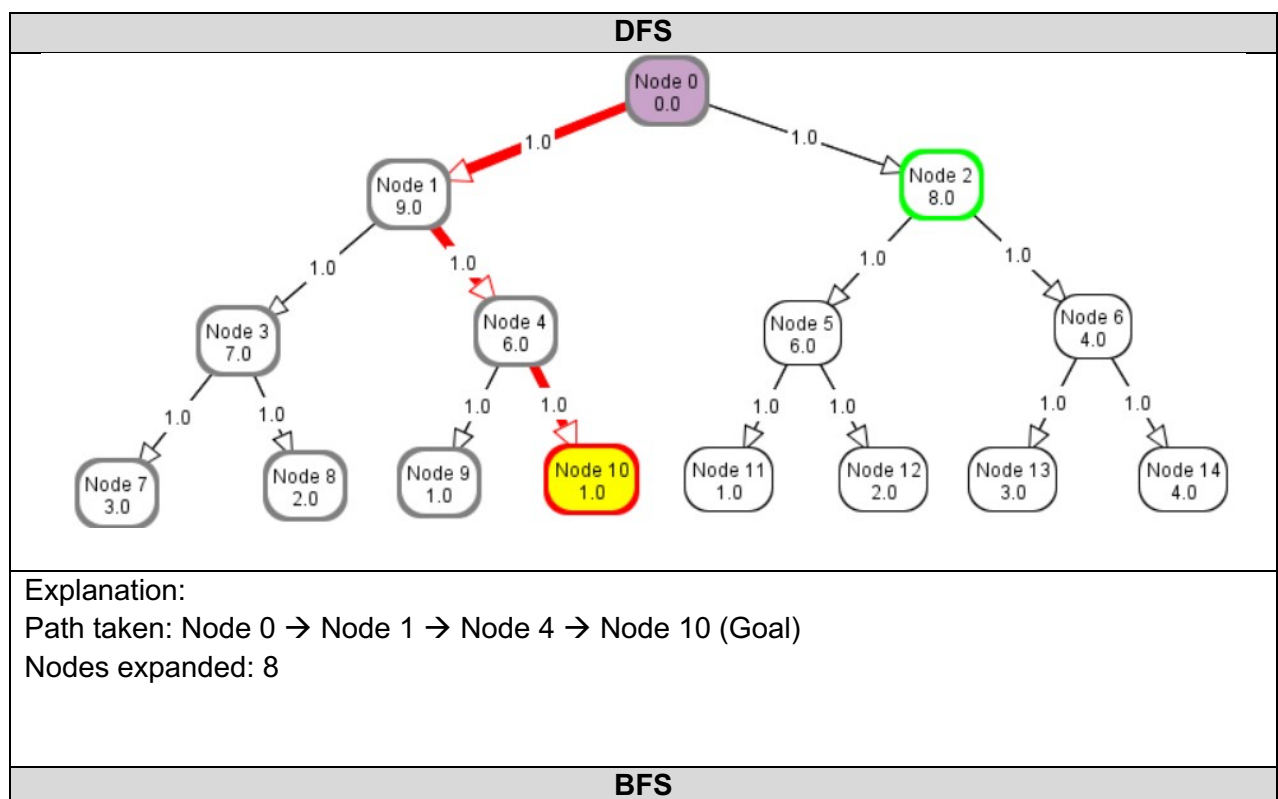 DFS
Node 0
0.0
1.0
1.0
Node 1
9.0
Node 2
8.0
1.0
1.0
1.0
1.0
Node 3
7.0
Node 4
6.0
Node 5
6.0
Node 6
4.0
1.0
1.0
1.0
1.0
1.0
1.0
1.0
1.0
Node 7
3.0
Node 8
2.0
Node 9
1.0
Node 10
1.0
Node 11
1.0
Node 12
2.0
Node 13
3.0
Node 14
4.0
Explanation:
Path taken: Node 0 → Node 1 → Node 4 → Node 10 (Goal)
Nodes expanded: 8
BFS